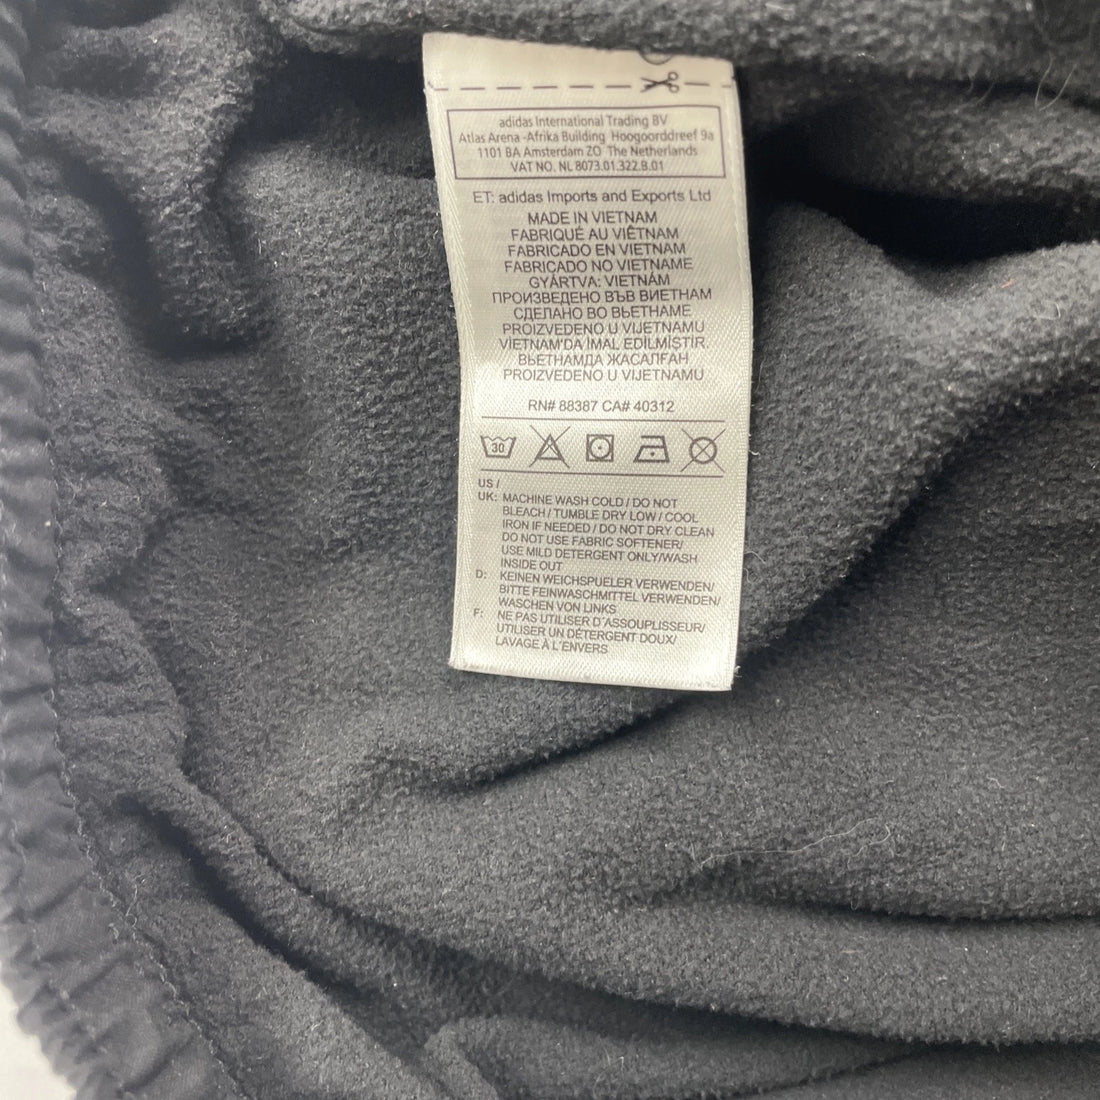 adidas International Trading BV
Atlas Arena -Afrika Building Hoogoorddreef 9a
1101 BA Amsterdam ZO The Netherlands
VAT NO. NL 8073.01.322.B.01
ET: adidas Imports and Exports Ltd
MADE IN VIETNAM
FABRIQUÉ AU VIÊTNAM
FABRICADO EN VIETNAM
FABRICADO NO VIETNAME
GYÁRTVA: VIETNÁM
ПРОИЗВЕДЕНО ВЪВ ВИЕТНАМ
СДЕЛАНО ВО ВЬЕТНАМЕ
PROIZVEDENO U VIJETNAMU
VIETNAM'DA İMAL EDİLMİŞTİR
ВЬЕТНАМДА ЖАСАЛҒАН
PROIZVEDENO U VIJETNAMU
RN# 88387 CA# 40312
30
US /
UK: MACHINE WASH COLD / DO NOT
BLEACH / TUMBLE DRY LOW / COOL
IRON IF NEEDED / DO NOT DRY CLEAN
DO NOT USE FABRIC SOFTENER/
USE MILD DETERGENT ONLY/WASH
INSIDE OUT
D: KEINEN WEICHSPUELER VERWENDEN/
BITTE FEINWASCHMITTEL VERWENDEN/
WASCHEN VON LINKS
F: NE PAS UTILISER D'ASSOUPLISSEUR/
UTILISER UN DÉTERGENT DOUX/
LAVAGE À L'ENVERS